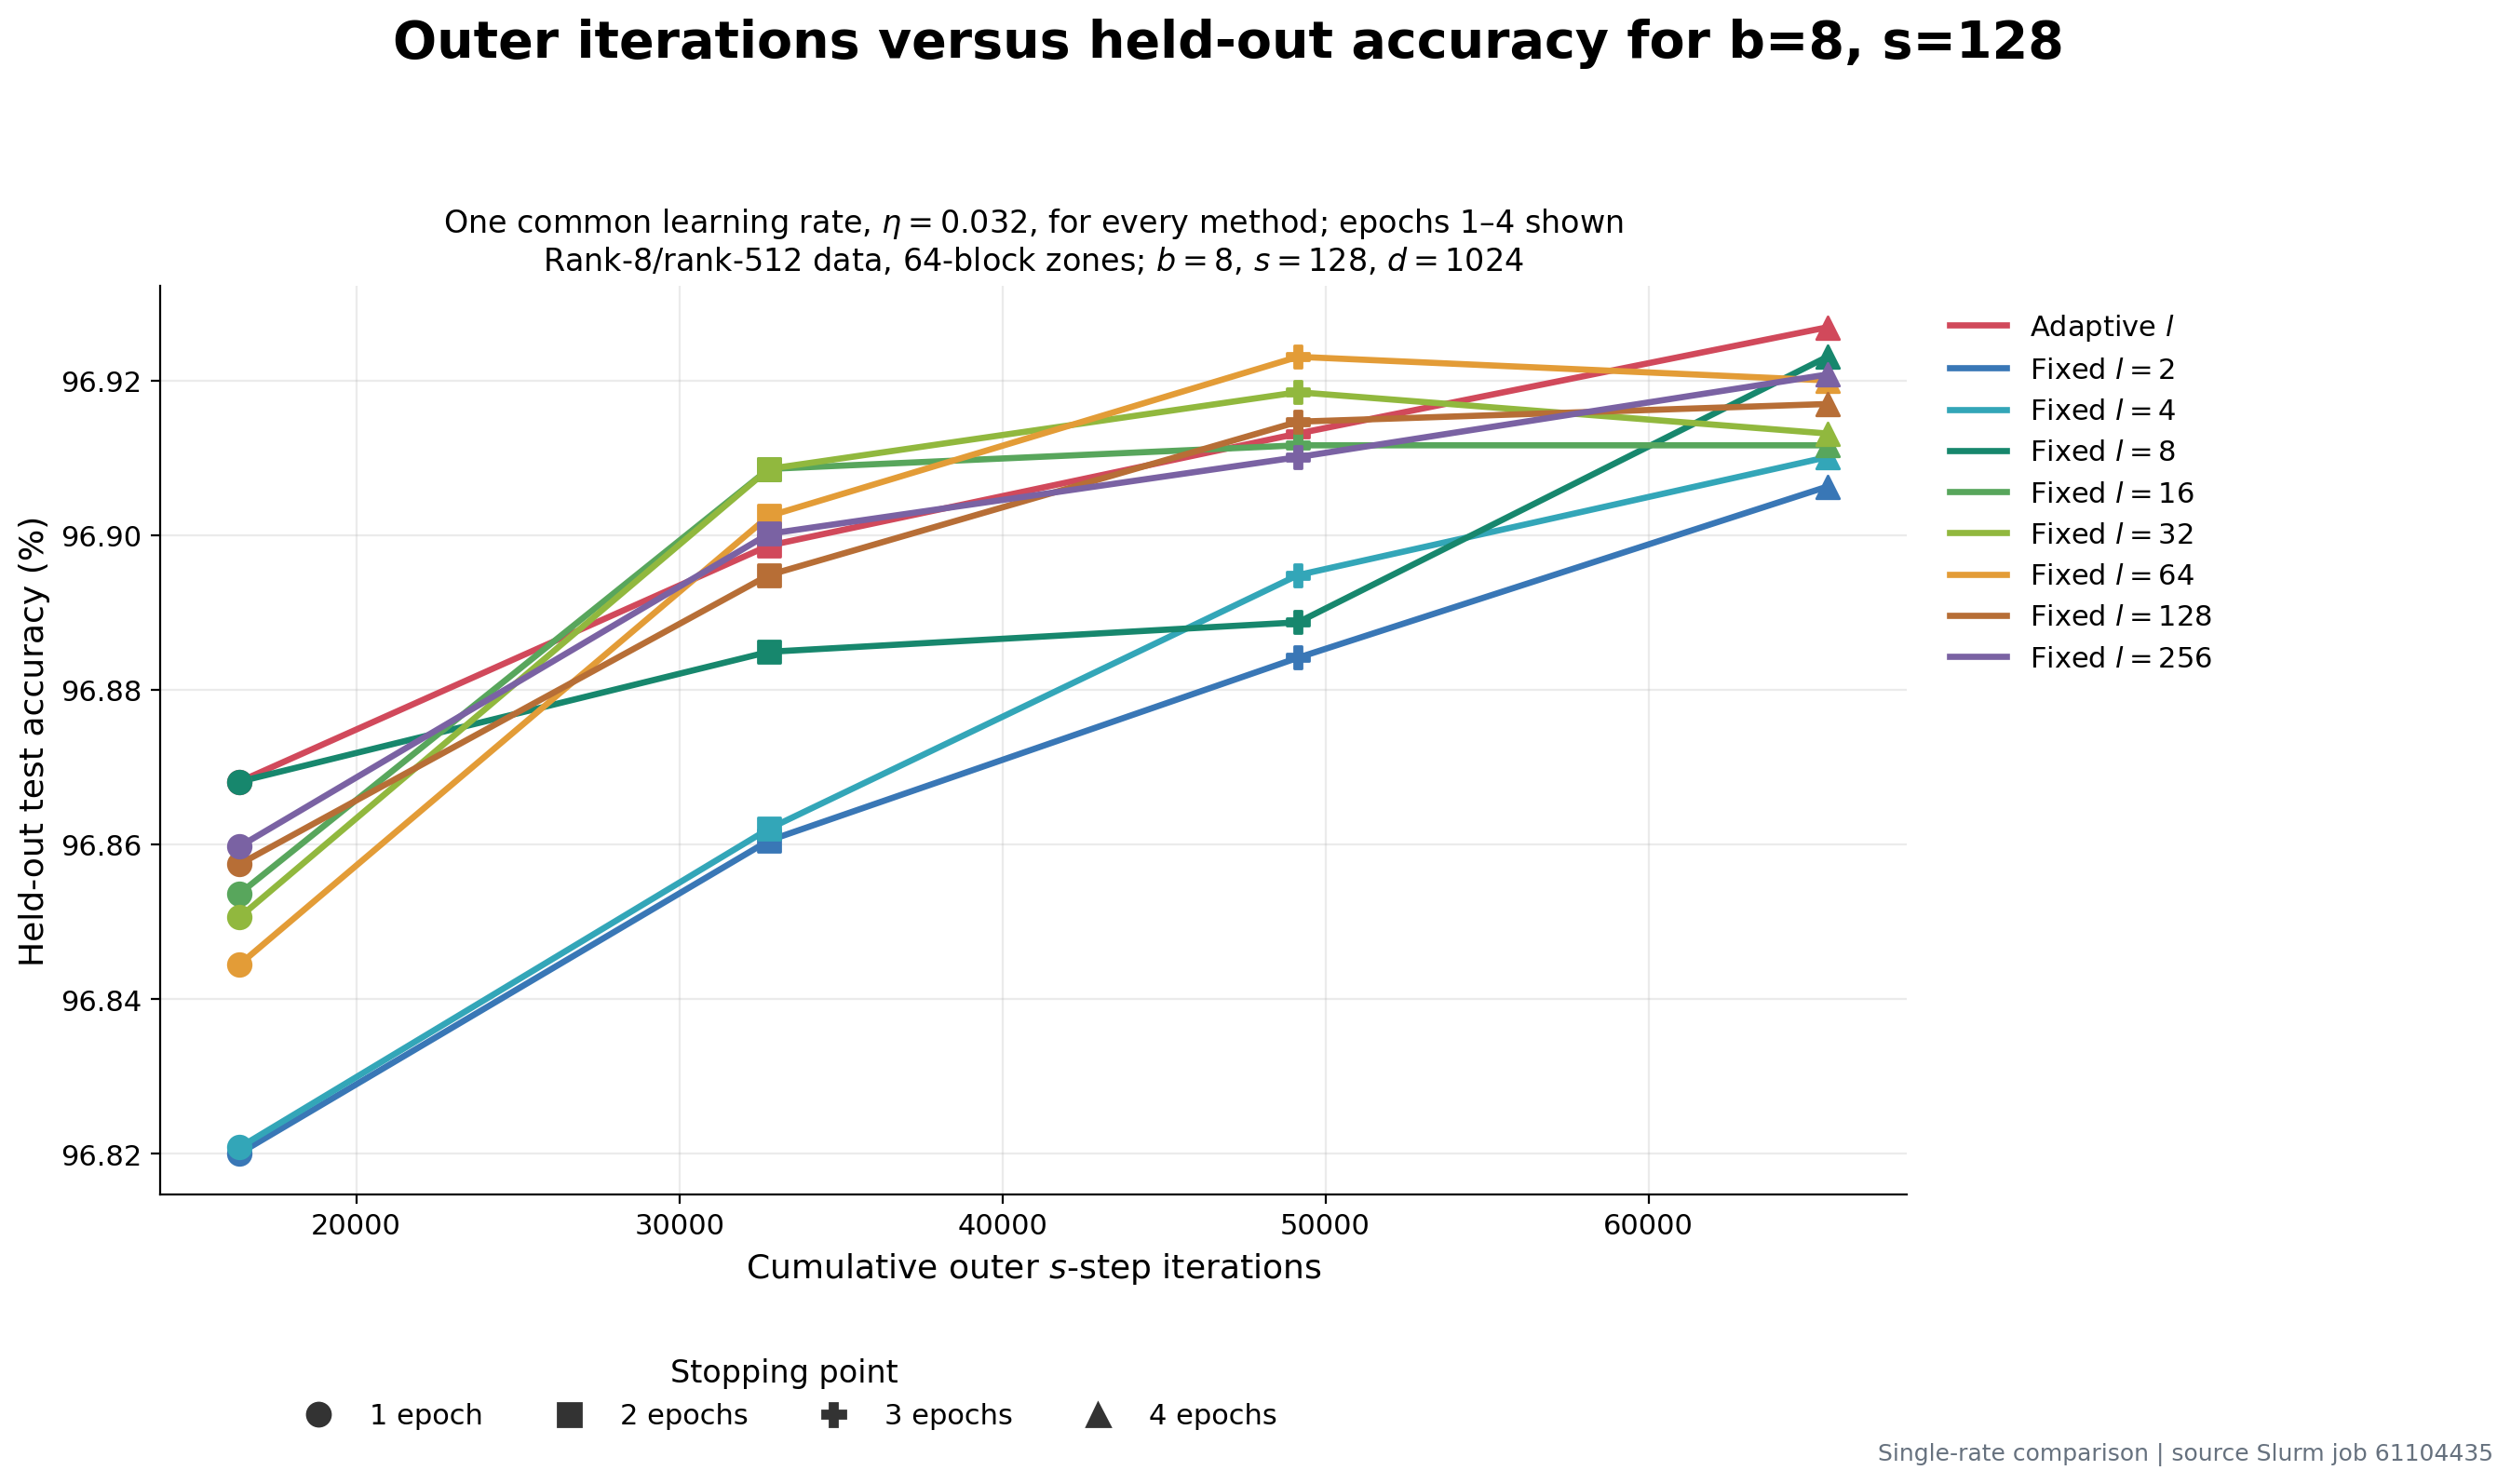 Outer iterations versus held-out accuracy for b=8, s=128
One common learning rate, η = 0.032, for every method; epochs 1–4 shown
Rank-8/rank-512 data, 64-block zones; b = 8, s = 128, d = 1024
Held-out test accuracy (%)
96.92
96.90
96.88
96.86
96.84
96.82
20000 30000 40000 50000 60000
Cumulative outer s-step iterations
Adaptive l
Fixed l = 2
Fixed l = 4
Fixed l = 8
Fixed l = 16
Fixed l = 32
Fixed l = 64
Fixed l = 128
Fixed l = 256
Stopping point
1 epoch 2 epochs 3 epochs 4 epochs
Single-rate comparison | source Slurm job 61104435